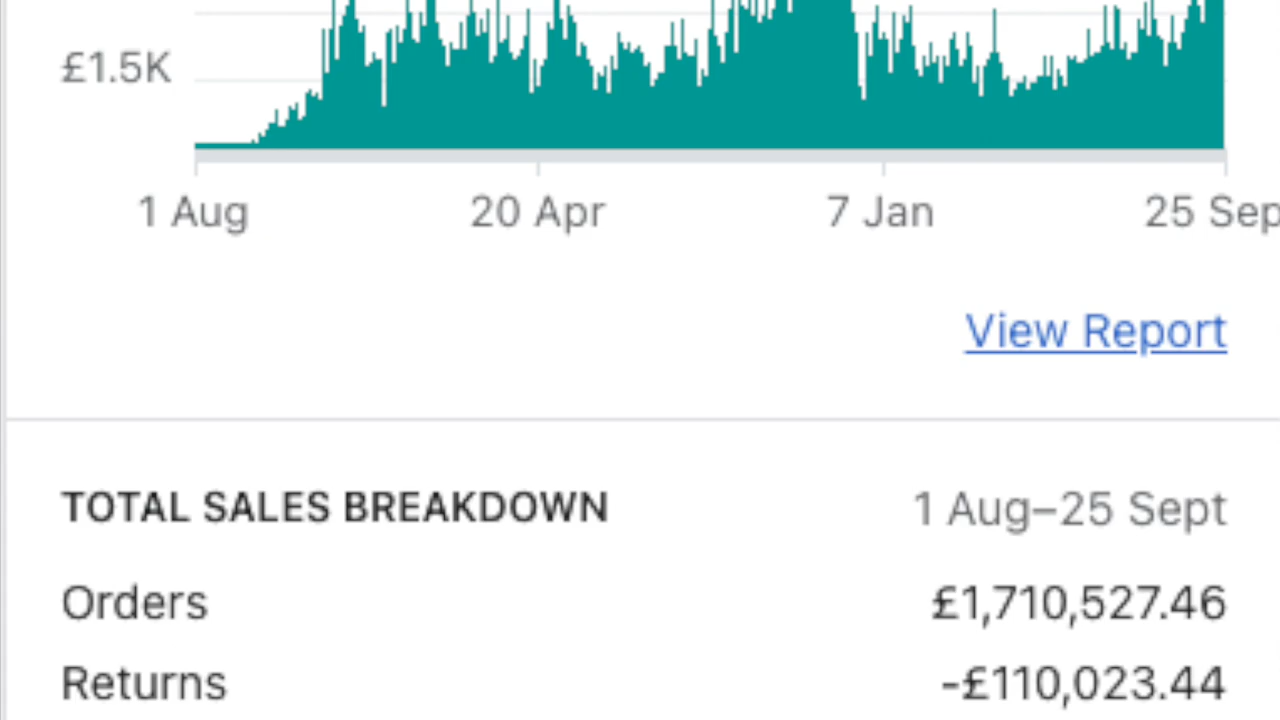 £1.5K
1 Aug 20 Apr 7 Jan 25 Sep
View Report
TOTAL SALES BREAKDOWN 1 Aug–25 Sept
Orders £1,710,527.46
Returns -£110,023.44